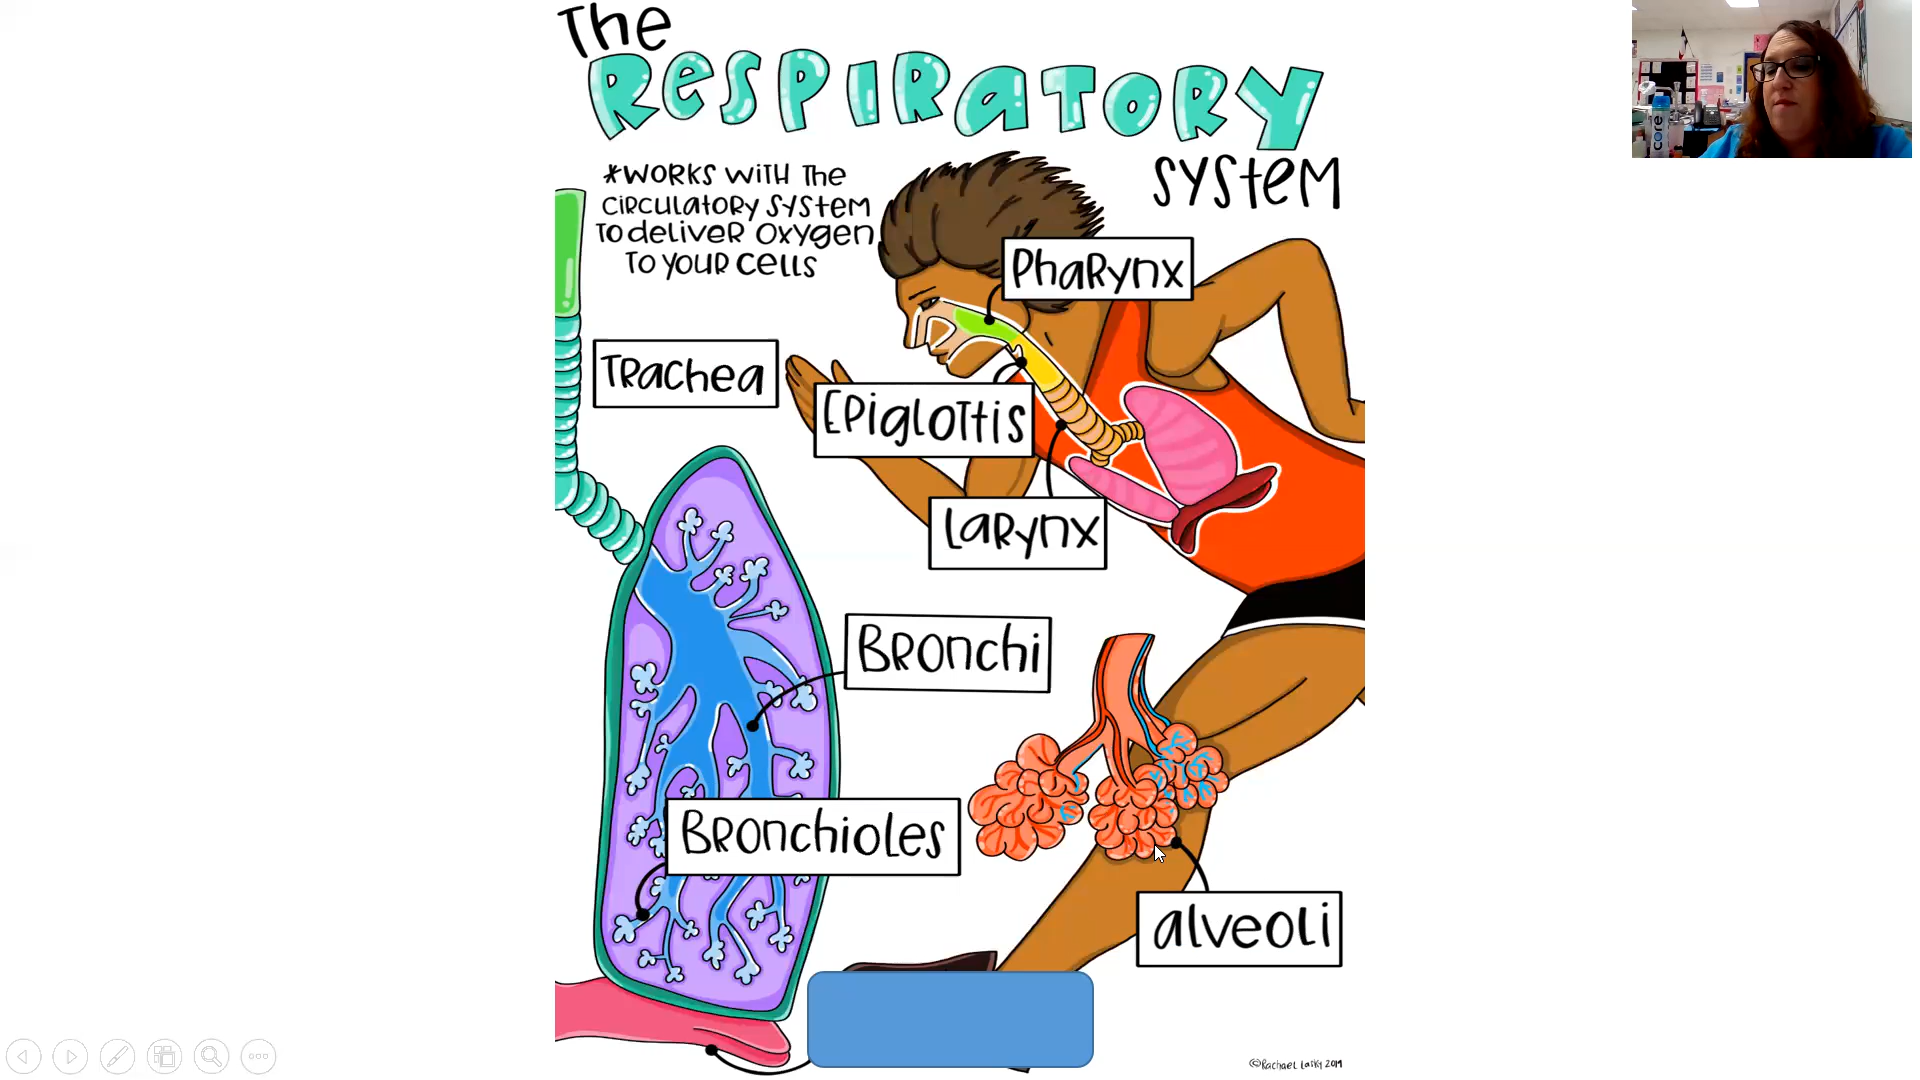 The
RESPIRATORY
SYSTEM
*WORKS WITH THE
CIRCULATORY SYSTEM
TO DELIVER OXYGEN
TO YOUR CELLS
PHARYNX
TRACHEA
EPIGLOTTIS
LARYNX
BRONCHI
BRONCHIOLES
ALVEOLI
©Rachael Lasky 2019
core